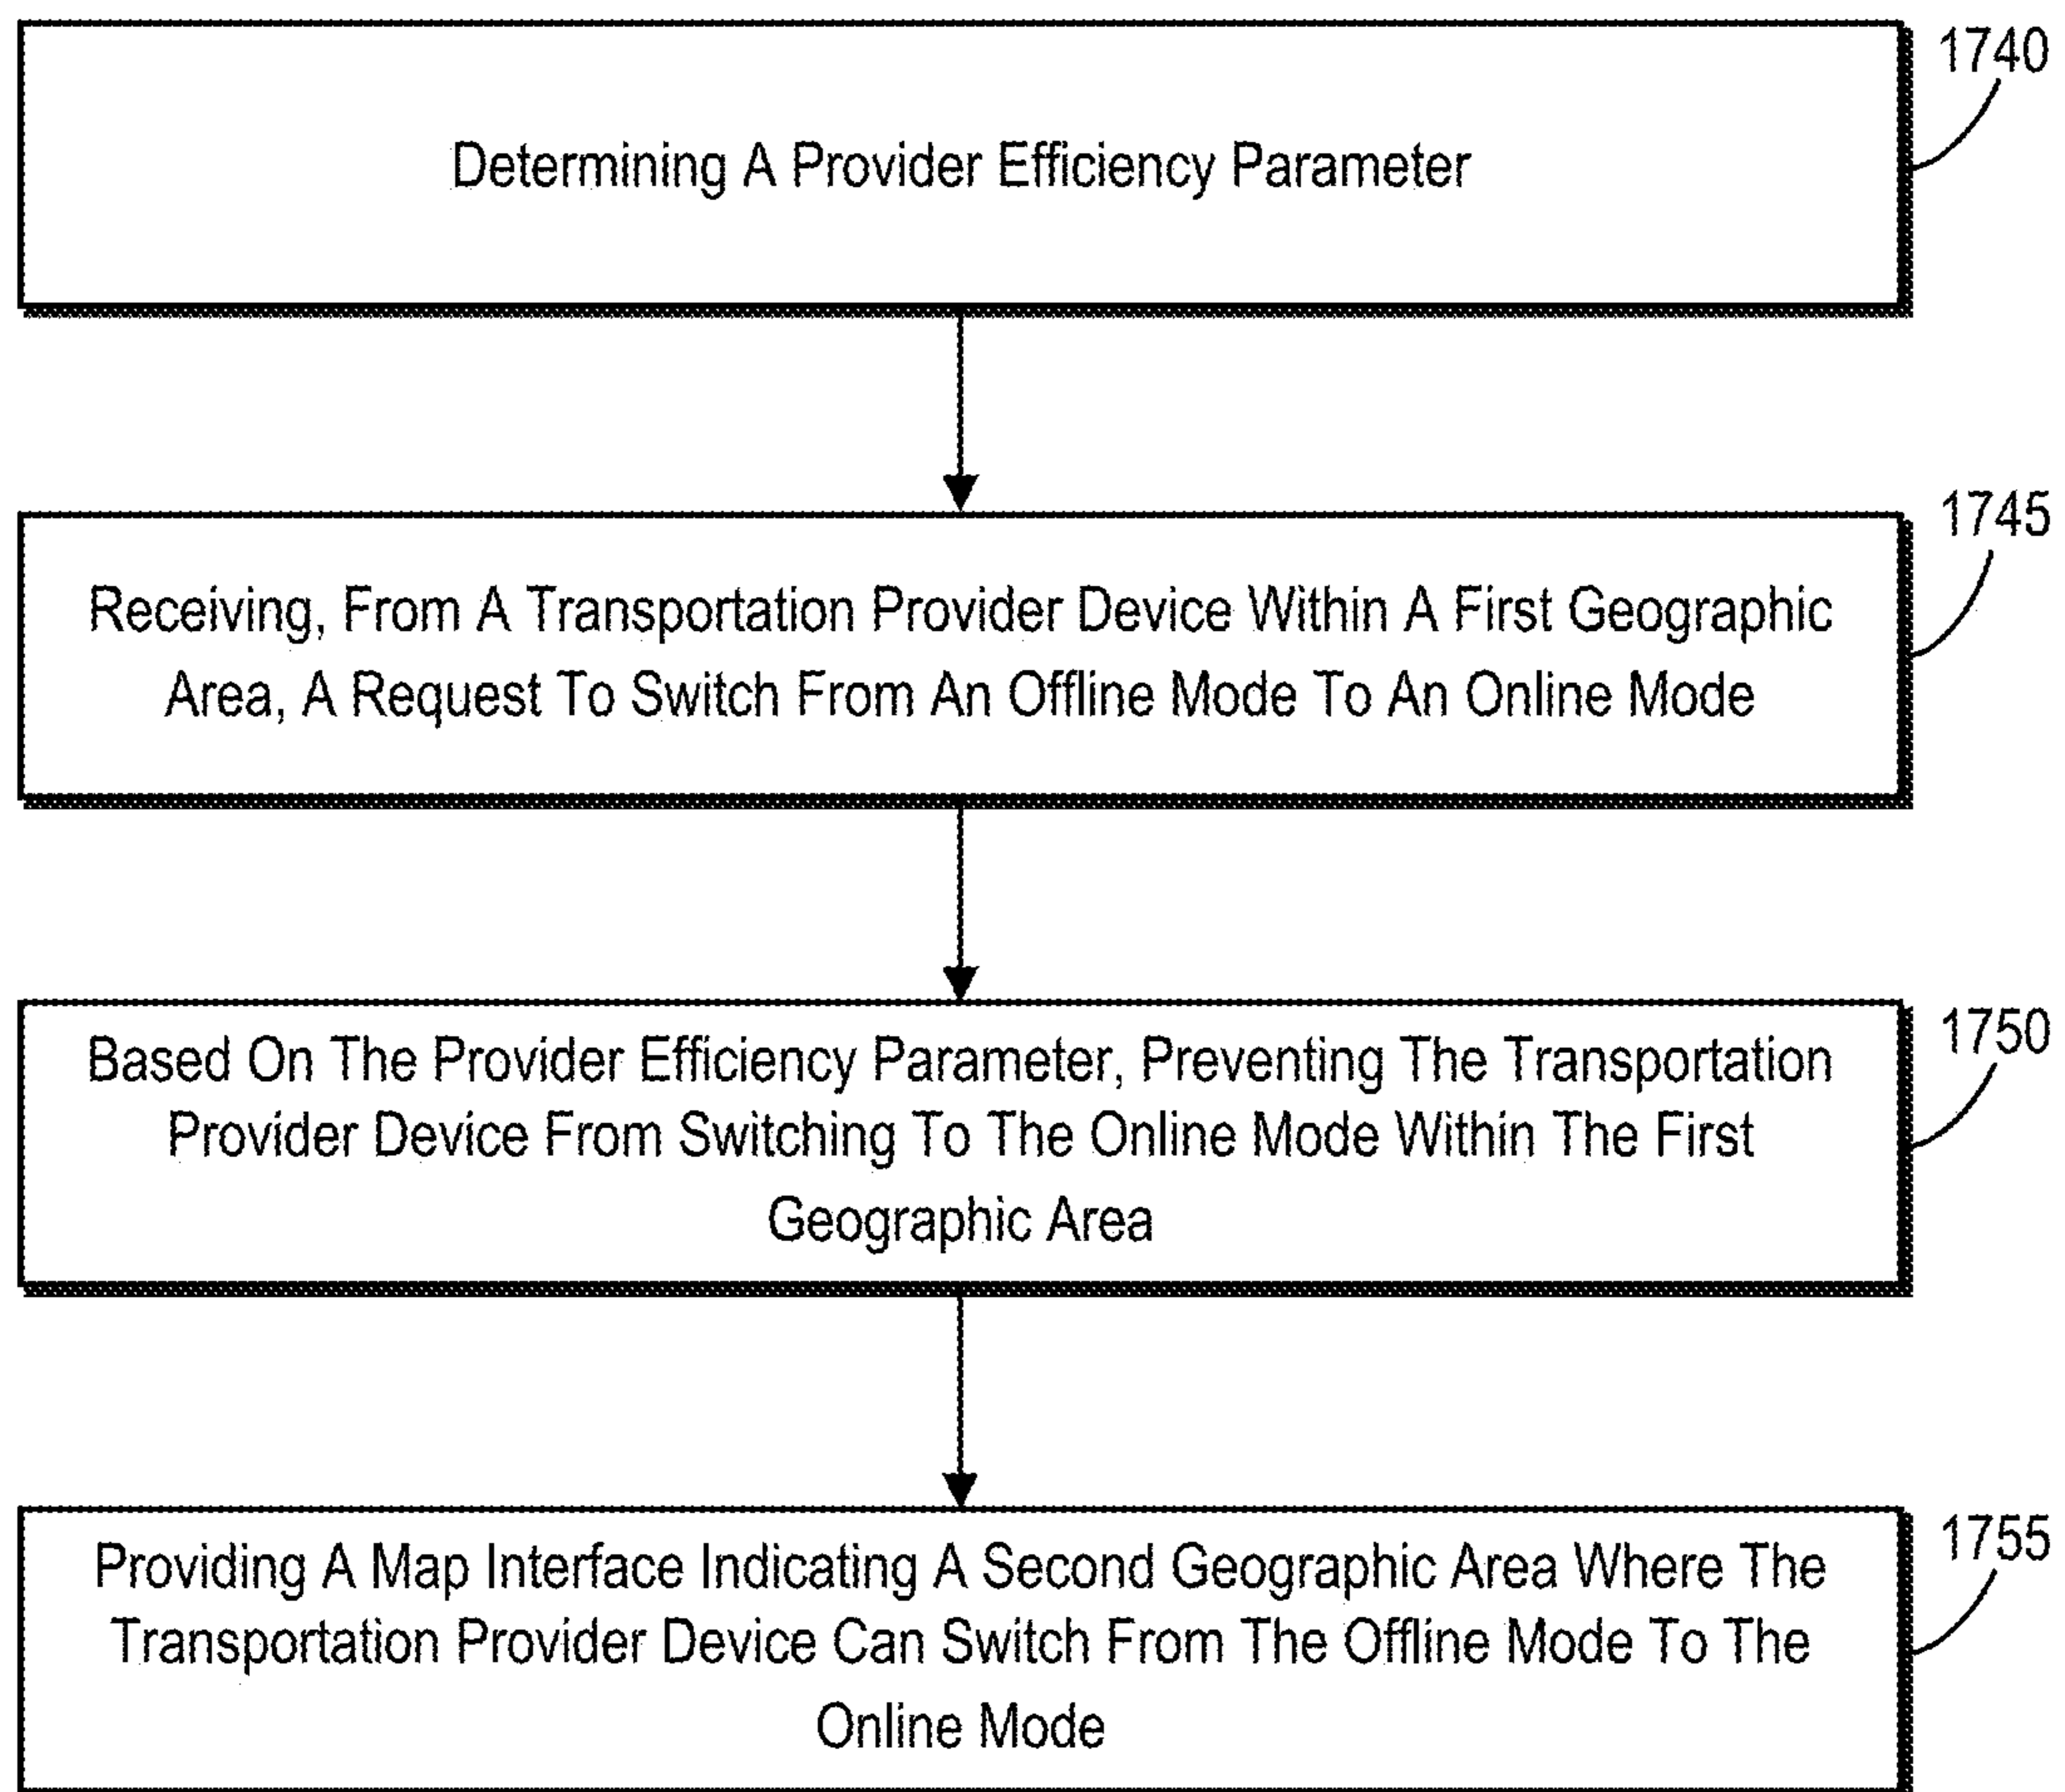 1740
Determining A Provider Efficiency Parameter
1745
Receiving, From A Transportation Provider Device Within A First Geographic
Area, A Request To Switch From An Offline Mode To An Online Mode
1750
Based On The Provider Efficiency Parameter, Preventing The Transportation
Provider Device From Switching To The Online Mode Within The First
Geographic Area
1755
Providing A Map Interface Indicating A Second Geographic Area Where The
Transportation Provider Device Can Switch From The Offline Mode To The
Online Mode